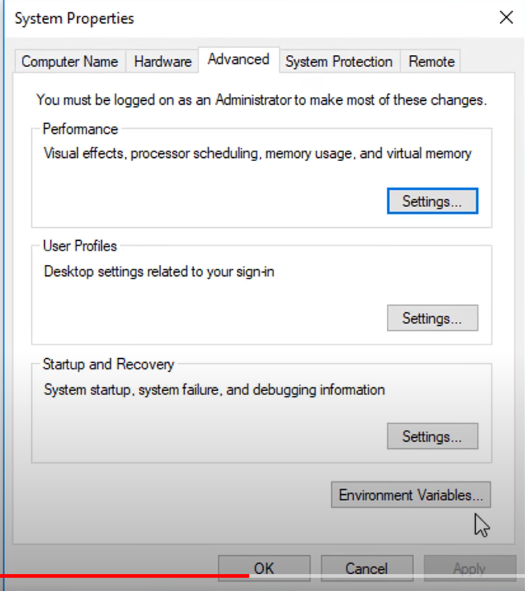 System Properties
Computer Name Hardware Advanced System Protection Remote
You must be logged on as an Administrator to make most of these changes.
Performance
Visual effects, processor scheduling, memory usage, and virtual memory
Settings...
User Profiles
Desktop settings related to your sign-in
Settings...
Startup and Recovery
System startup, system failure, and debugging information
Settings...
Environment Variables...
OK Cancel Apply